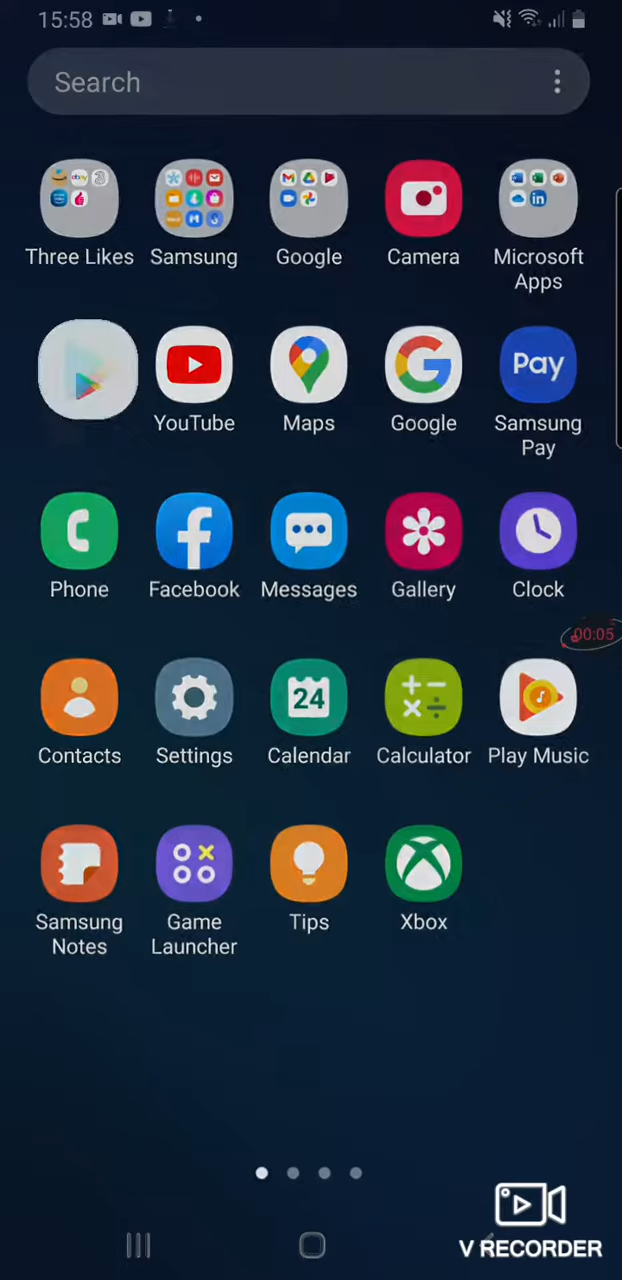 15:58
Search
Three Likes
Samsung
Google
Camera
Microsoft
Apps
YouTube
Maps
Google
Pay
Samsung
Pay
Phone
Facebook
Messages
Gallery
Clock
00:05
24
Contacts
Settings
Calendar
Calculator
Play Music
Samsung
Notes
Game
Launcher
Tips
Xbox
V RECORDER